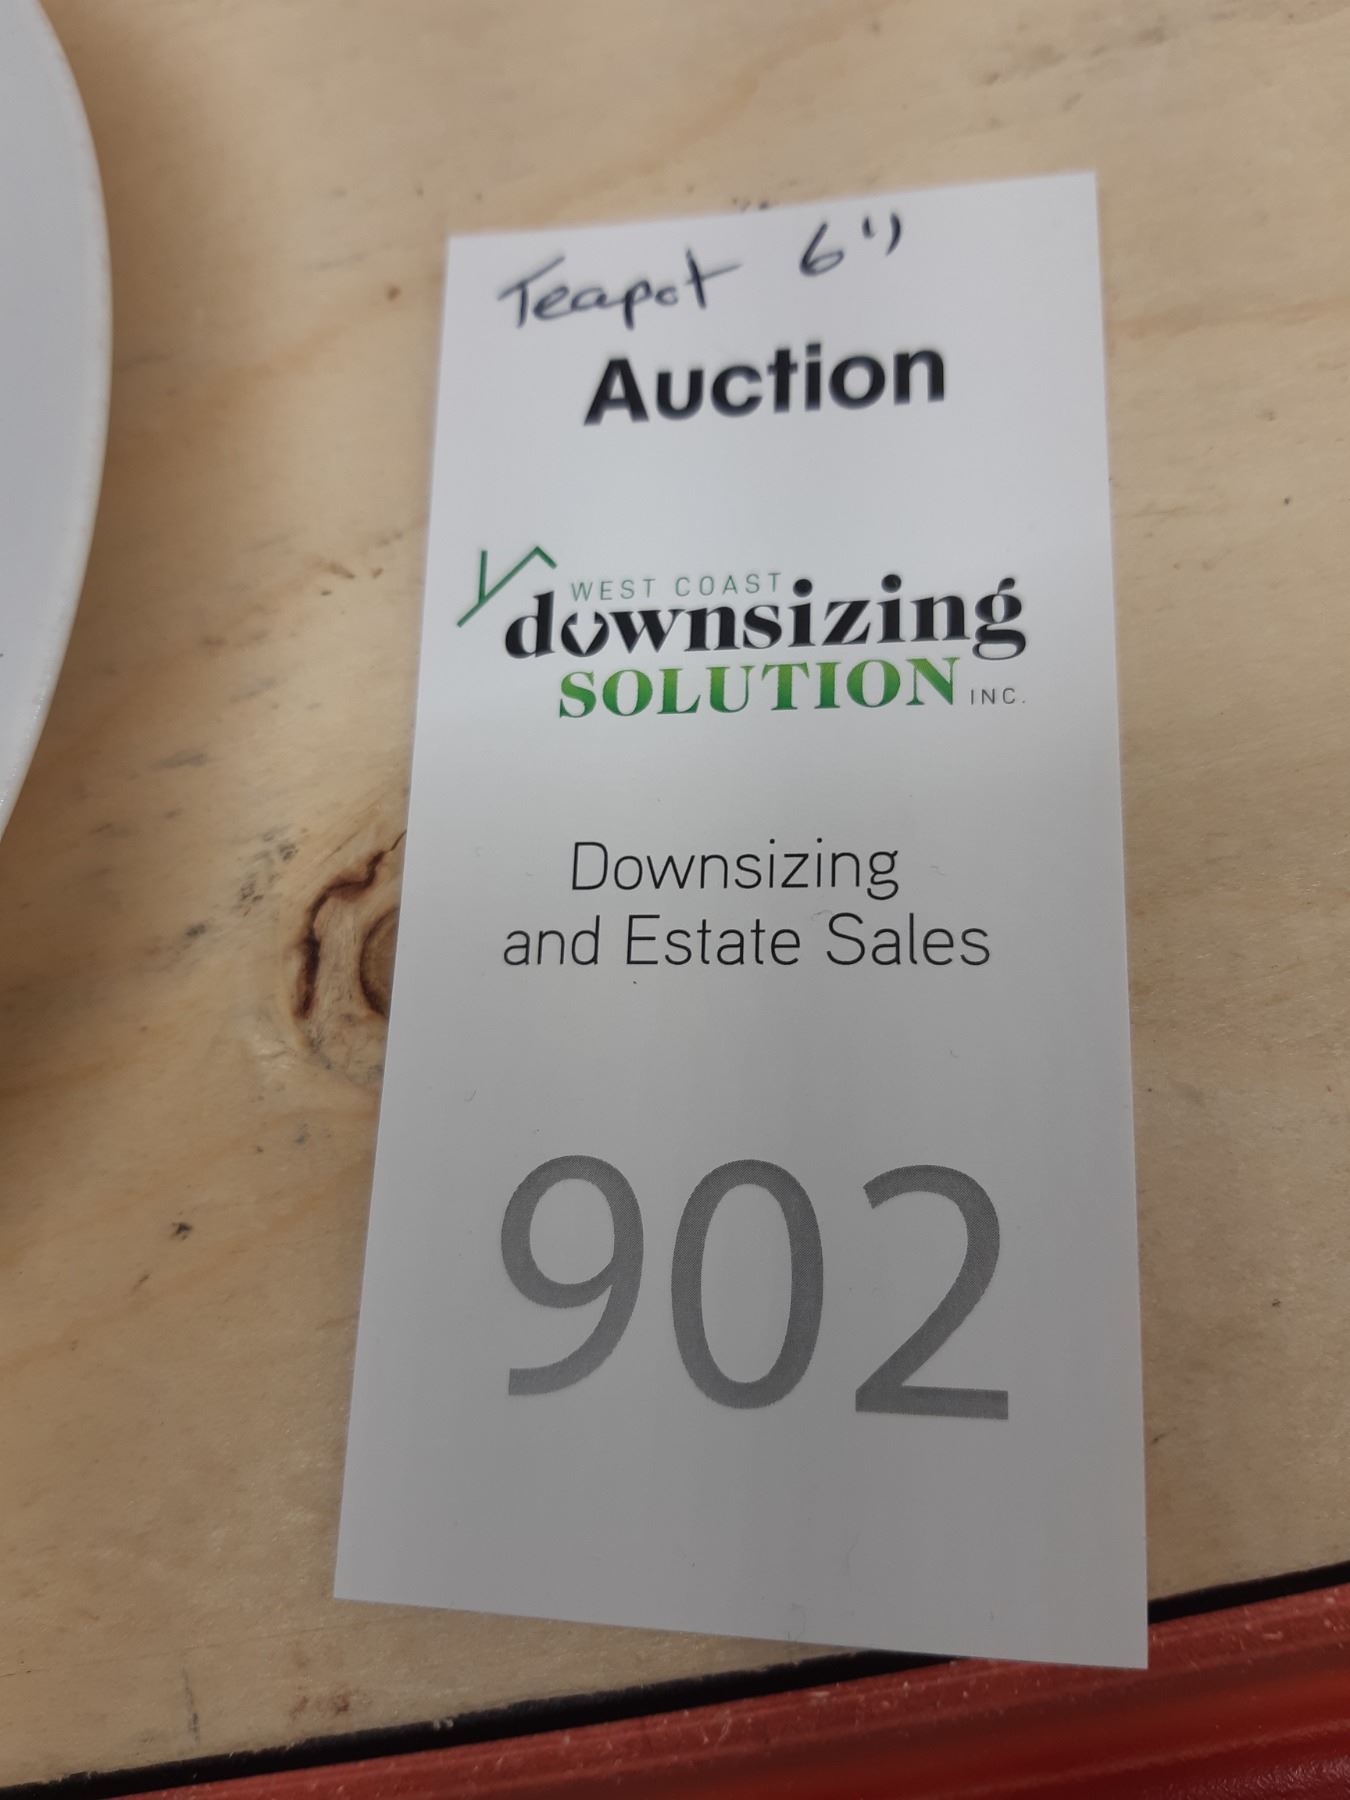 Teapot 6"
Auction
WEST COAST
downsizing
SOLUTION INC.
Downsizing
and Estate Sales
902